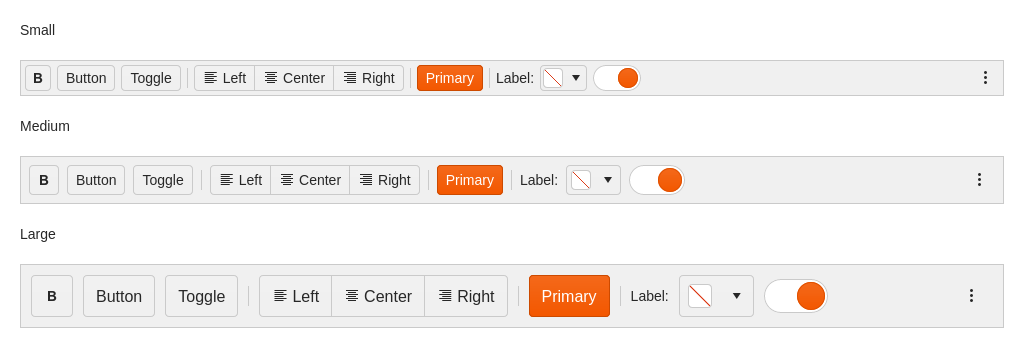 Small
B Button Toggle Left Center Right Primary Label:
Medium
B Button Toggle Left Center Right Primary Label:
Large
B Button Toggle Left Center Right Primary Label: